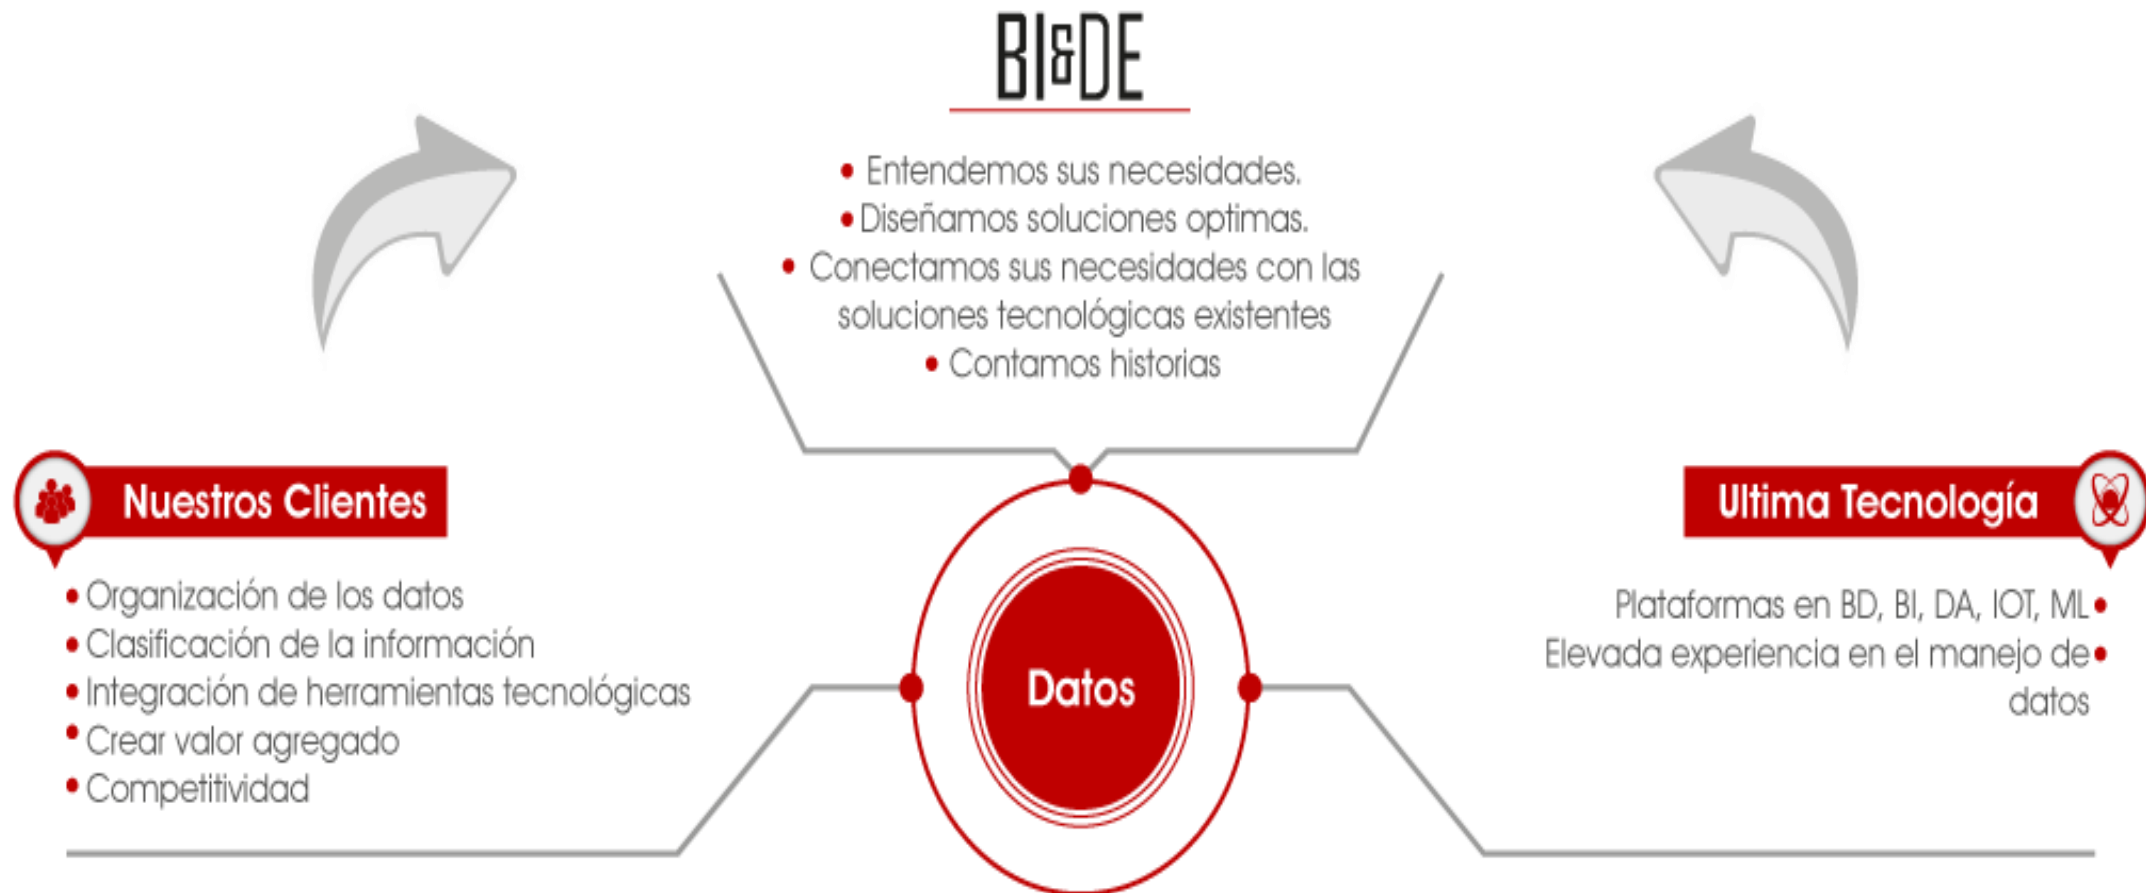 BI&DE
• Entendemos sus necesidades.
• Diseñamos soluciones optimas.
• Conectamos sus necesidades con las
soluciones tecnológicas existentes
• Contamos historias
Nuestros Clientes
• Organización de los datos
• Clasificación de la información
• Integración de herramientas tecnológicas
• Crear valor agregado
• Competitividad
Datos
Ultima Tecnología
Plataformas en BD, BI, DA, IOT, ML •
Elevada experiencia en el manejo de •
datos